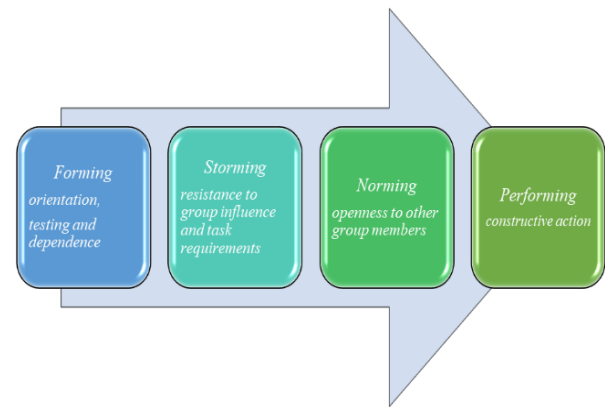 Forming
orientation,
testing and
dependence
Storming
resistance to
group influence
and task
requirements
Norming
openness to other
group members
Performing
constructive action